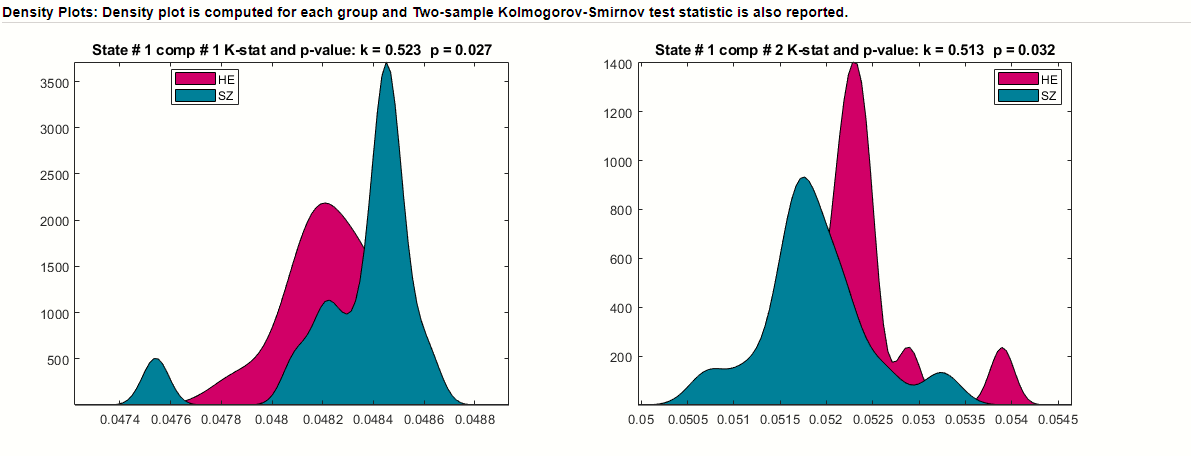 Density Plots: Density plot is computed for each group and Two-sample Kolmogorov-Smirnov test statistic is also reported.
State # 1 comp # 1 K-stat and p-value: k = 0.523 p = 0.027
HE
SZ
3500
3000
2500
2000
1500
1000
500
0.0474 0.0476 0.0478 0.048 0.0482 0.0484 0.0486 0.0488
State # 1 comp # 2 K-stat and p-value: k = 0.513 p = 0.032
HE
SZ
1400
1200
1000
800
600
400
200
0.05 0.0505 0.051 0.0515 0.052 0.0525 0.053 0.0535 0.054 0.0545